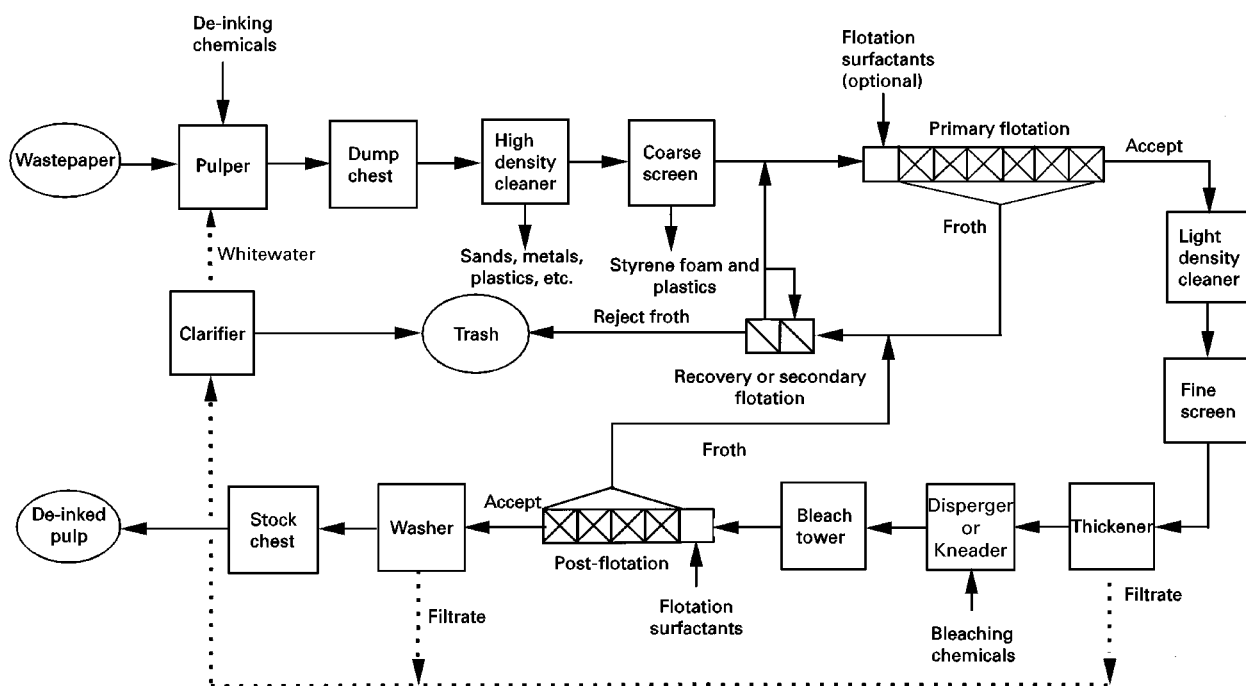 De-inking
chemicals
Flotation
surfactants
(optional)
Primary flotation
Accept
Wastepaper
Pulper
Dump
chest
High
density
cleaner
Coarse
screen
Froth
Light
density
cleaner
Whitewater
Sands, metals,
plastics, etc.
Styrene foam and
plastics
Clarifier
Trash
Reject froth
Recovery or secondary
flotation
Fine
screen
Froth
De-inked
pulp
Stock
chest
Washer
Accept
Post-flotation
Bleach
tower
Disperger
or
Kneader
Thickener
Filtrate
Flotation
surfactants
Bleaching
chemicals
Filtrate